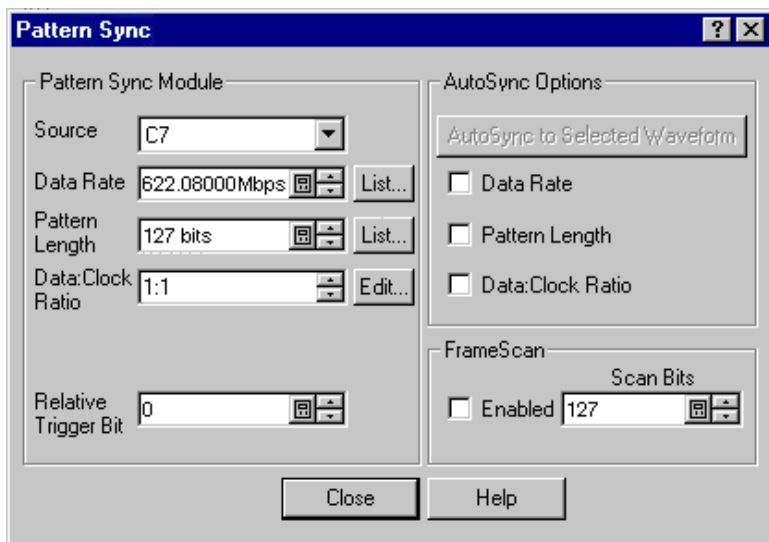 Pattern Sync
Pattern Sync Module
Source
C7
Data Rate
622.08000Mbps
List...
Pattern
Length
127 bits
List...
Data:Clock
Ratio
1:1
Edit...
Relative
Trigger Bit
0
AutoSync Options
AutoSync to Selected Waveform
Data Rate
Pattern Length
Data:Clock Ratio
FrameScan
Scan Bits
Enabled
127
Close
Help